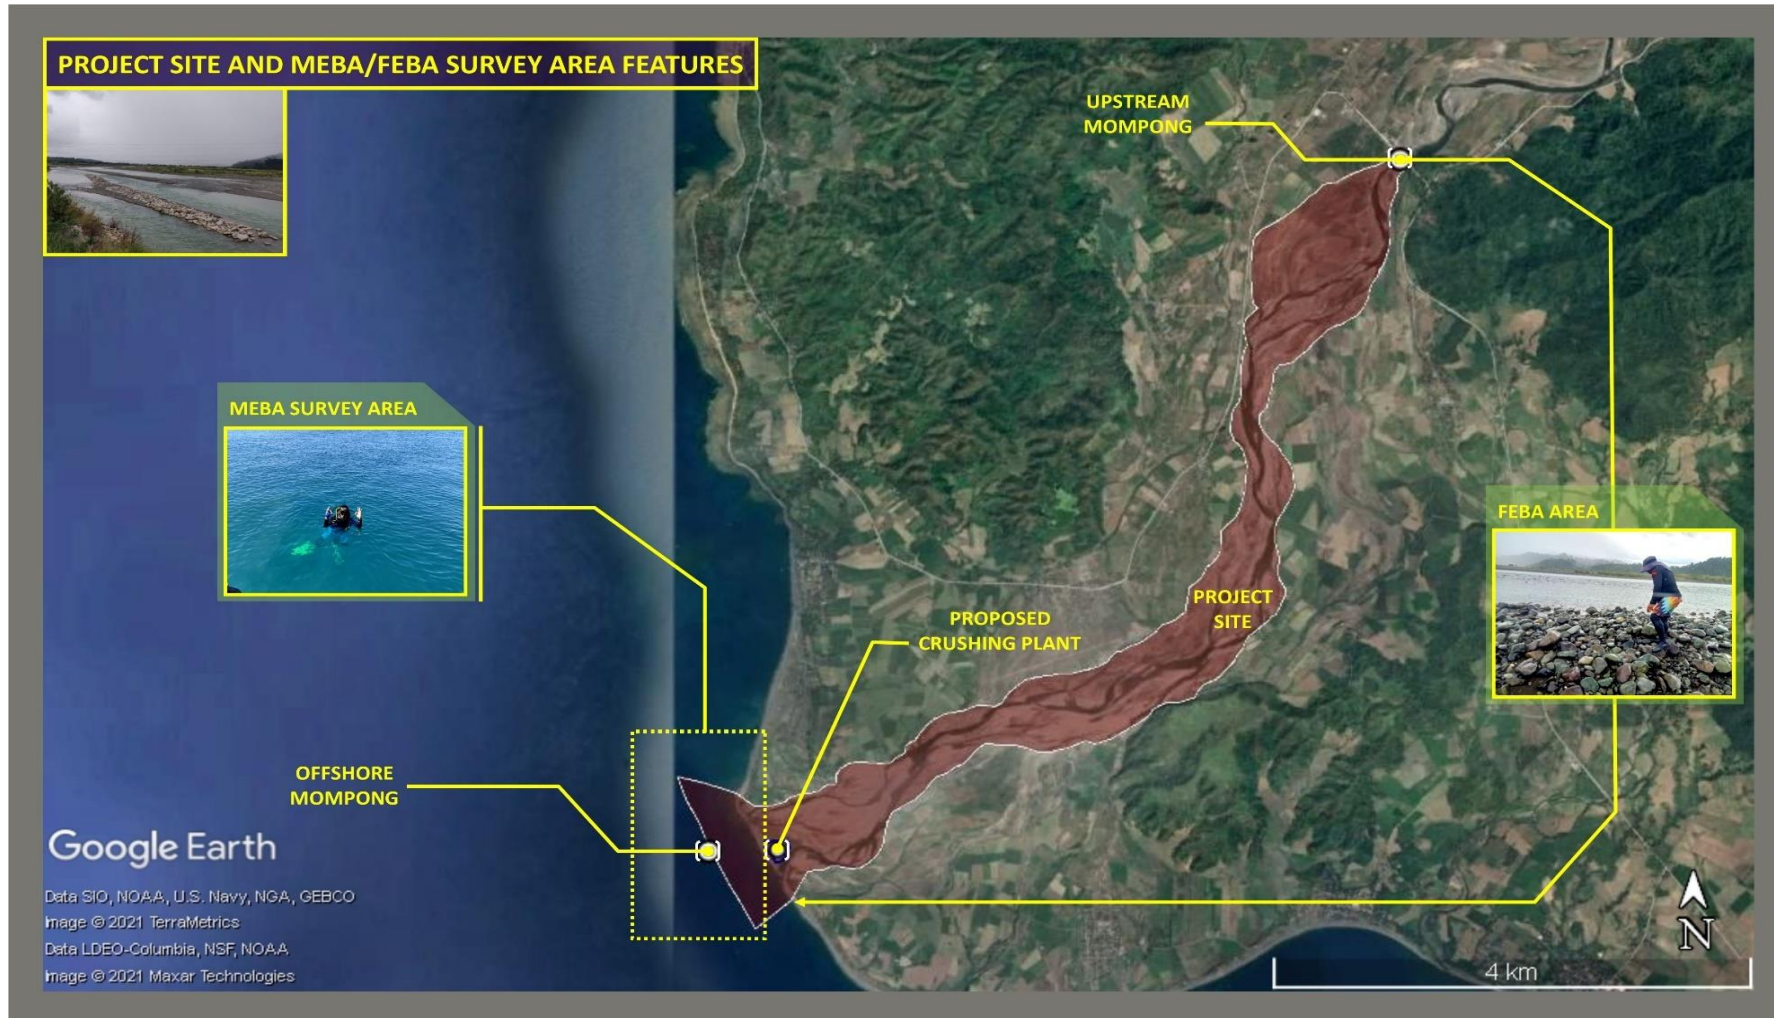 PROJECT SITE AND MEBA/FEBA SURVEY AREA FEATURES
UPSTREAM
MOMPONG
MEBA SURVEY AREA
FEBA AREA
PROJECT
SITE
PROPOSED
CRUSHING PLANT
OFFSHORE
MOMPONG
Google Earth
Data SIO, NOAA, U.S. Navy, NGA, GEBCO
Image © 2021 TerraMetrics
Data LDEO-Columbia, NSF, NOAA
Image © 2021 Maxar Technologies
N
4 km